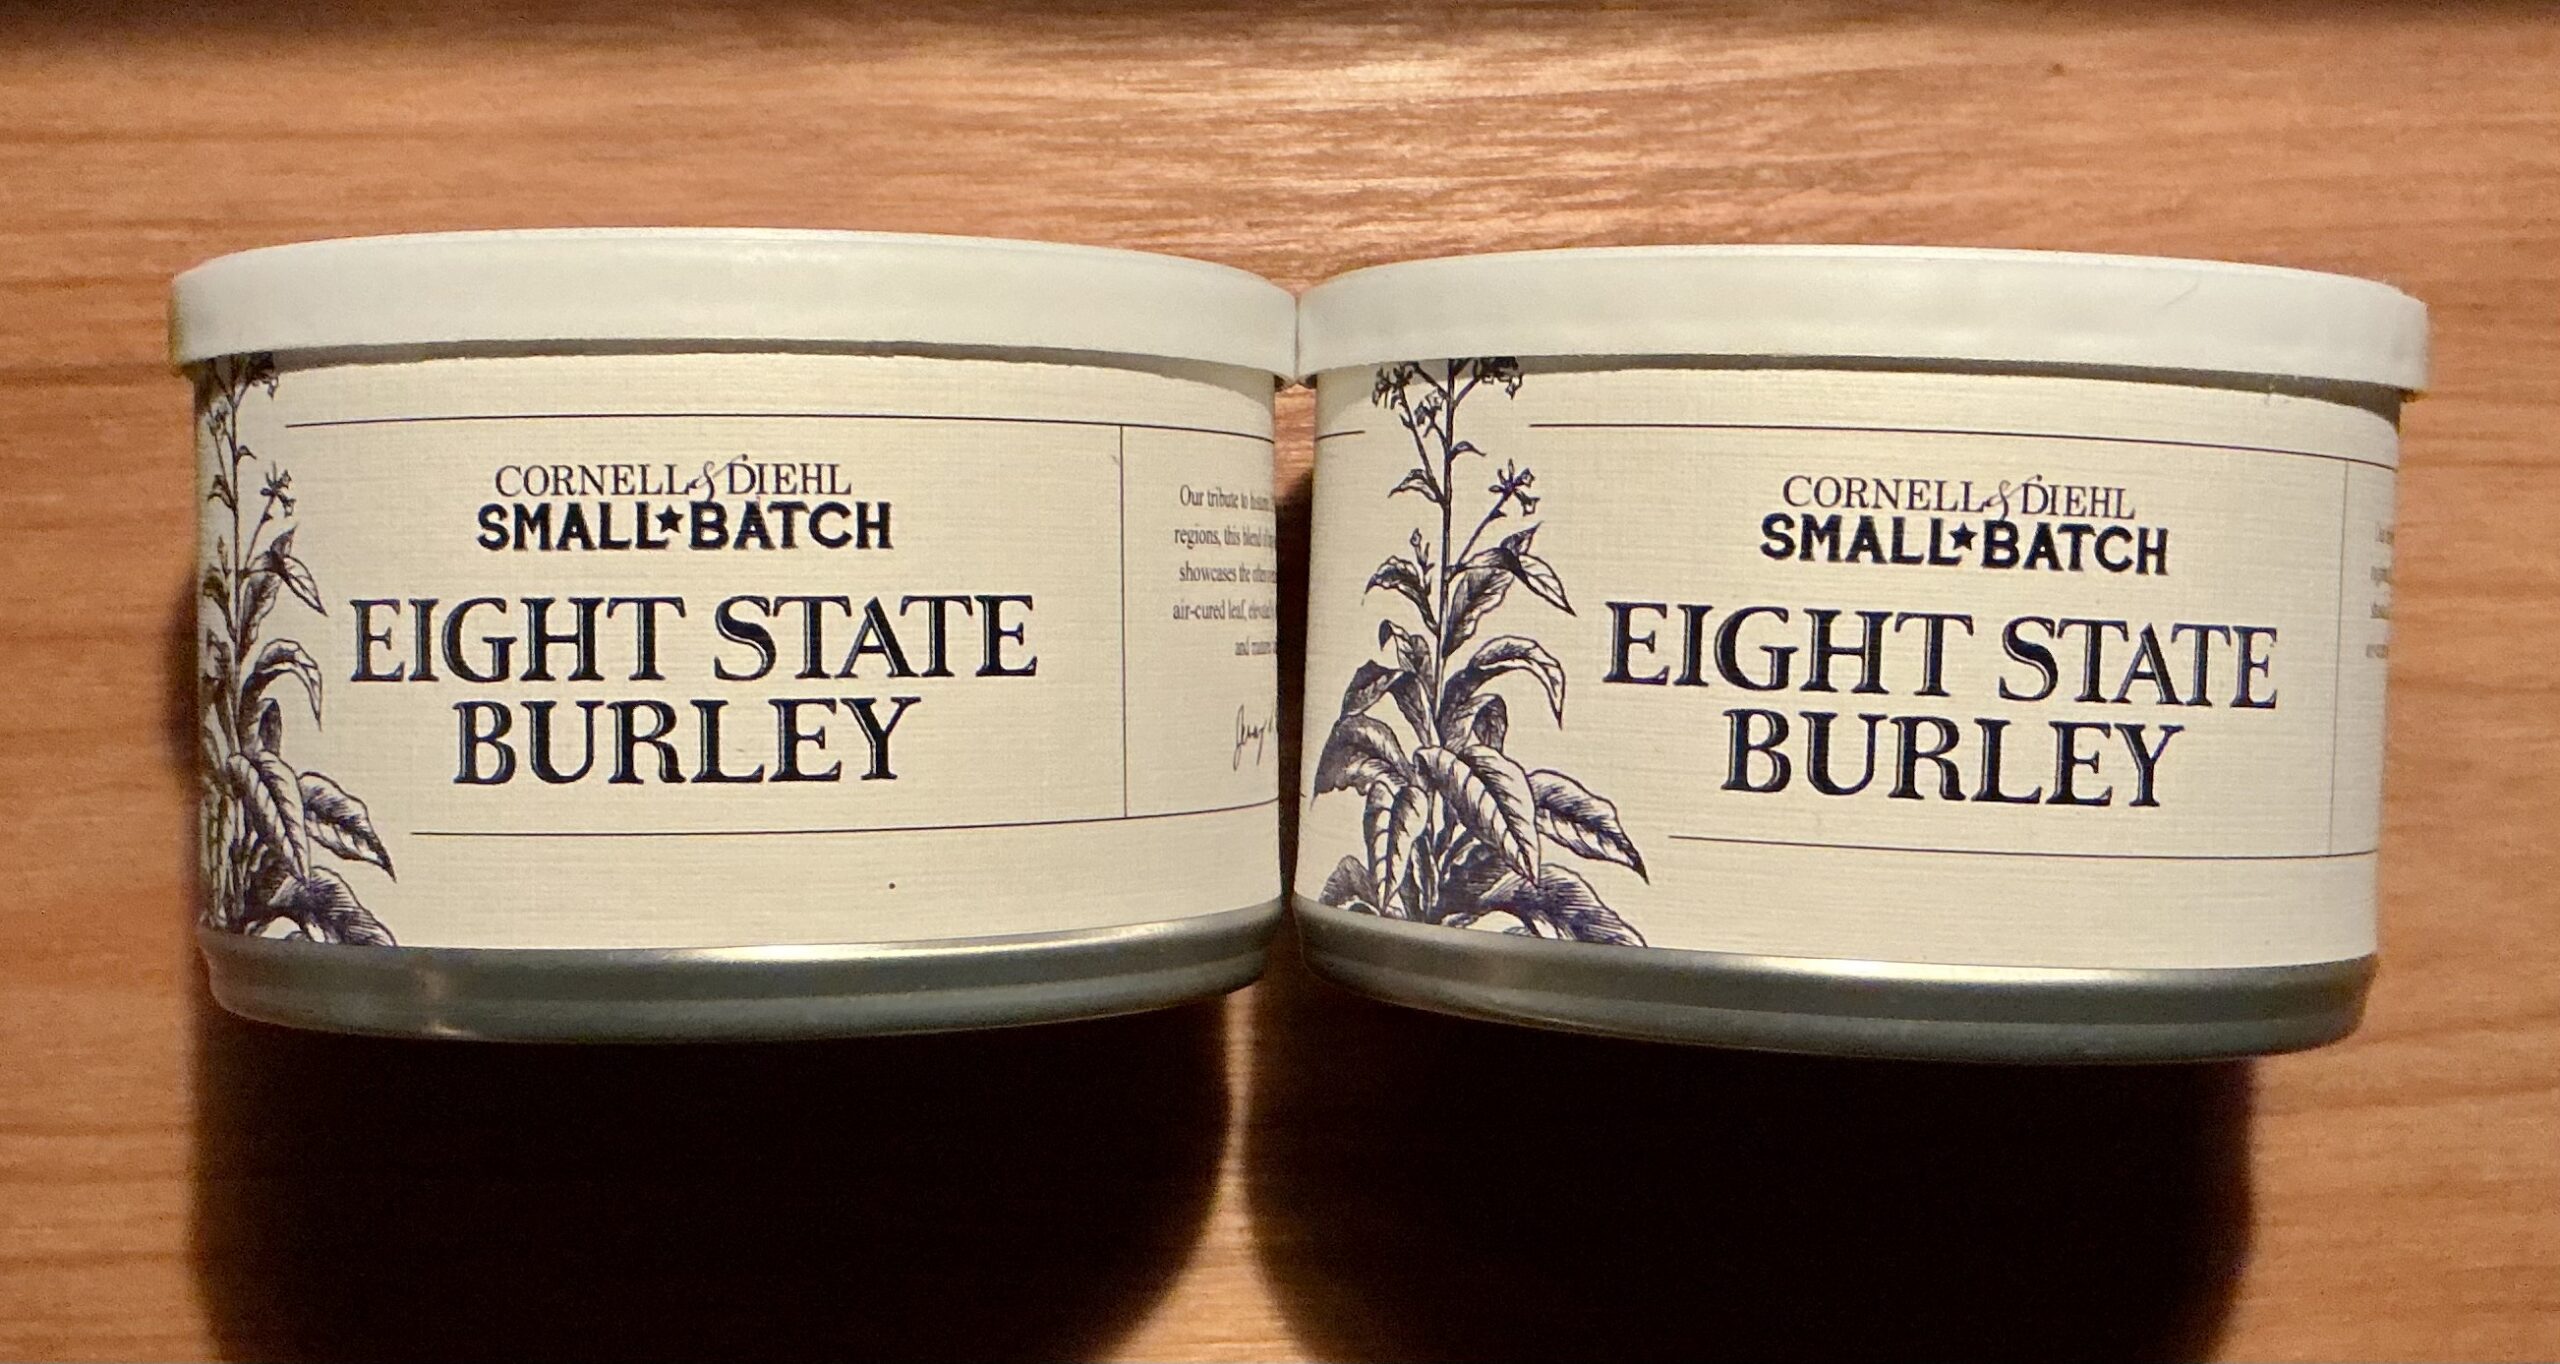 CORNELL & DIEHL
SMALL★BATCH
EIGHT STATE
BURLEY
Our tribute to
regions, this blend
showcases the
air-cured leaf,
and
CORNELL & DIEHL
SMALL★BATCH
EIGHT STATE
BURLEY